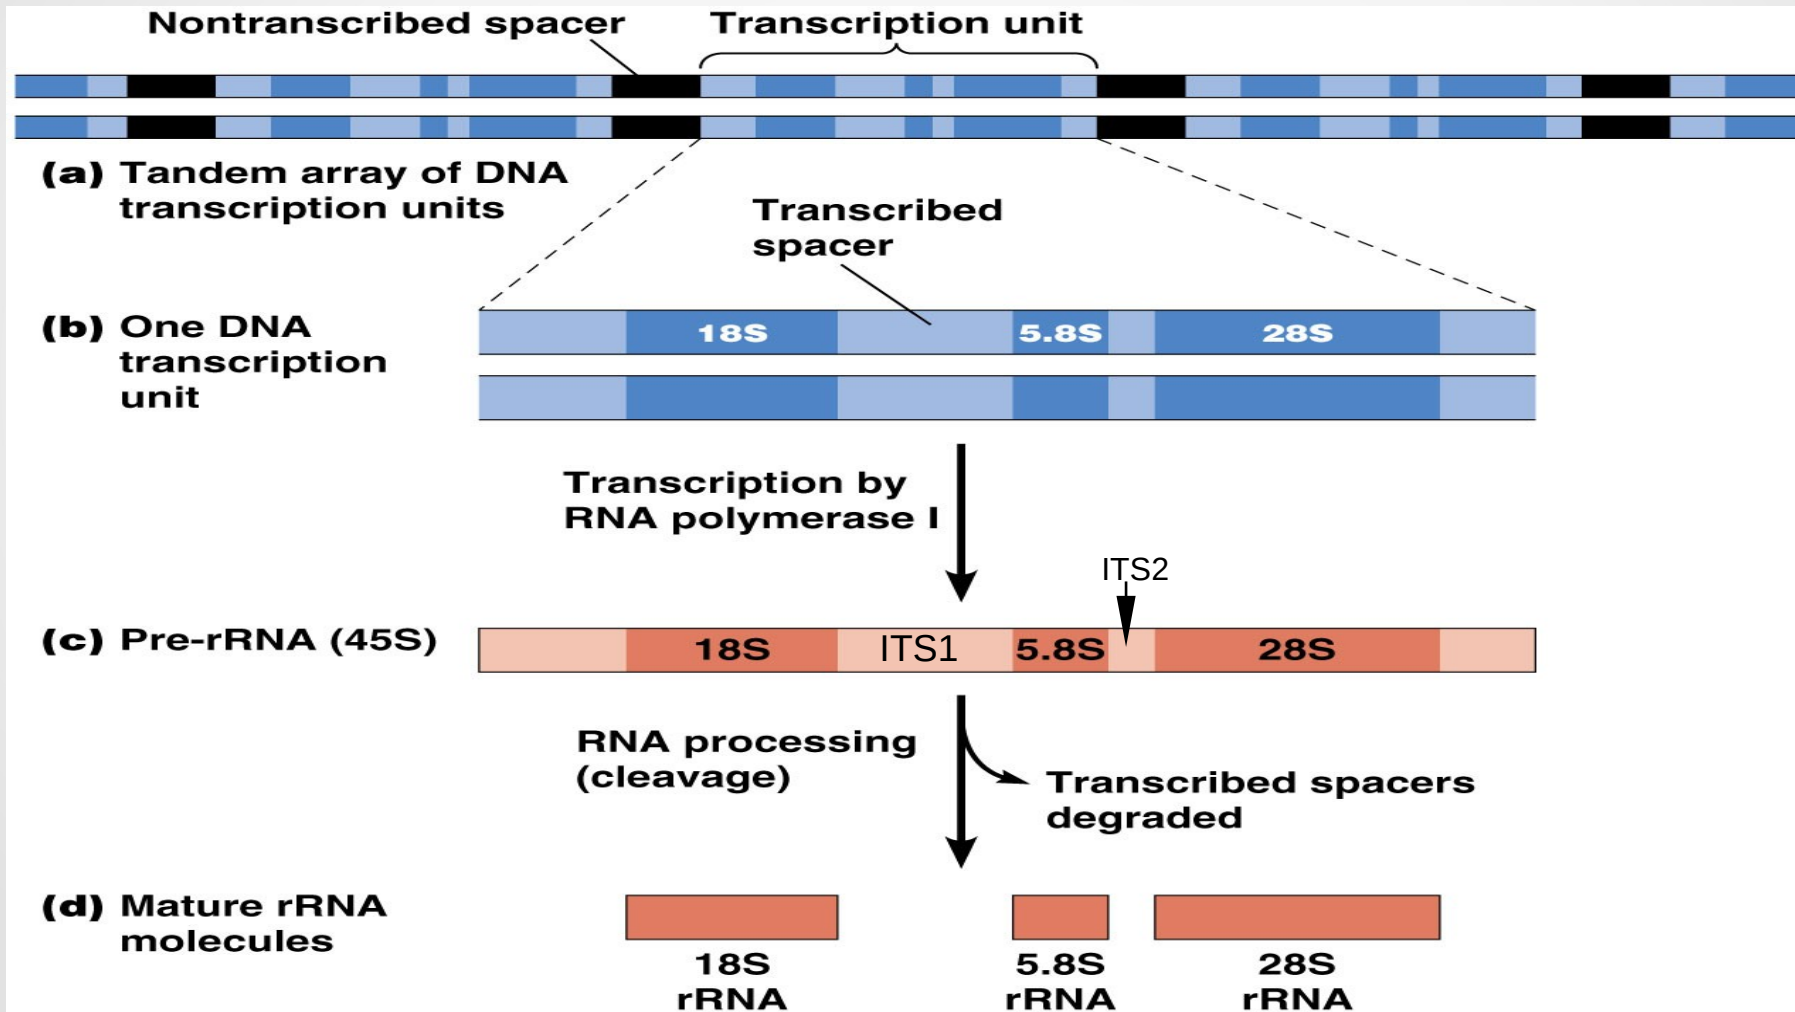 Nontranscribed spacer
Transcription unit
(a) Tandem array of DNA
transcription units
Transcribed
spacer
(b) One DNA
transcription
unit
18S
5.8S
28S
Transcription by
RNA polymerase I
ITS2
(c) Pre-rRNA (45S)
18S
ITS1
5.8S
28S
RNA processing
(cleavage)
Transcribed spacers
degraded
(d) Mature rRNA
molecules
18S
rRNA
5.8S
rRNA
28S
rRNA